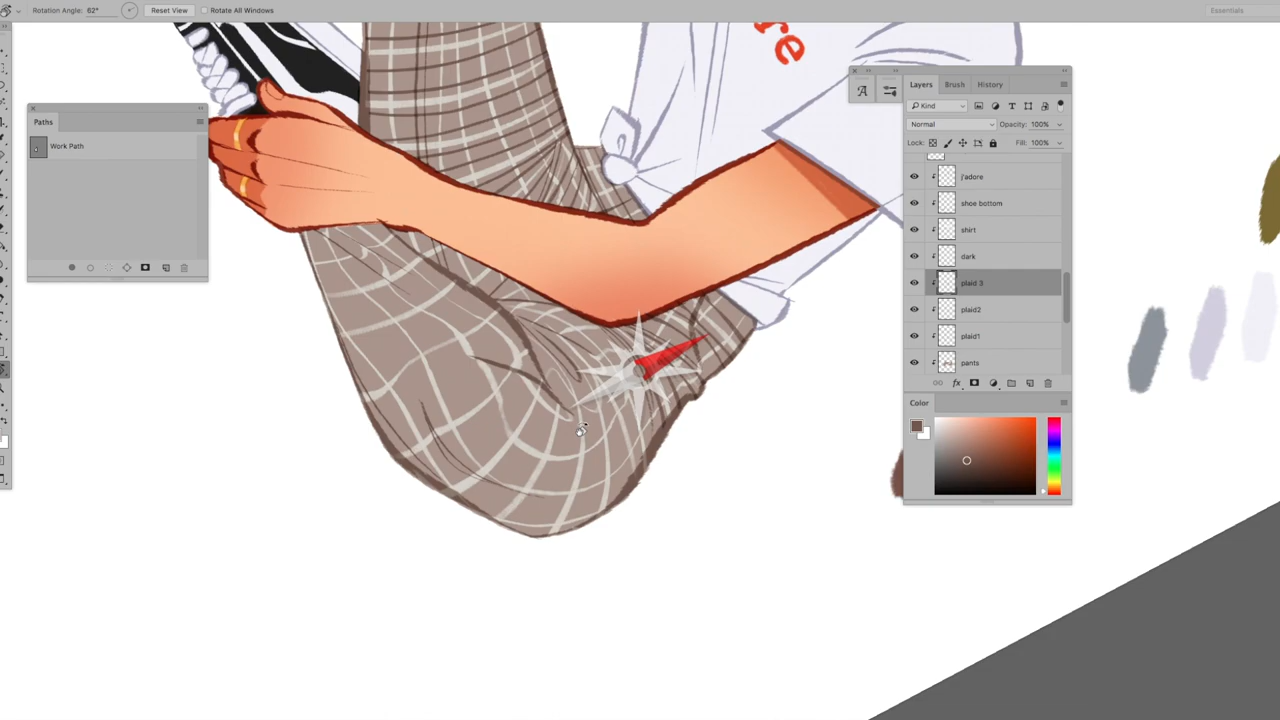 Rotation Angle: 62°
Reset View
Rotate All Windows
Essentials
re
Paths
Work Path
Layers
Brush
History
Kind
Normal
Opacity: 100%
Lock:
Fill: 100%
j'adore
shoe bottom
shirt
dark
plaid 3
plaid2
plaid1
pants
fx
Color